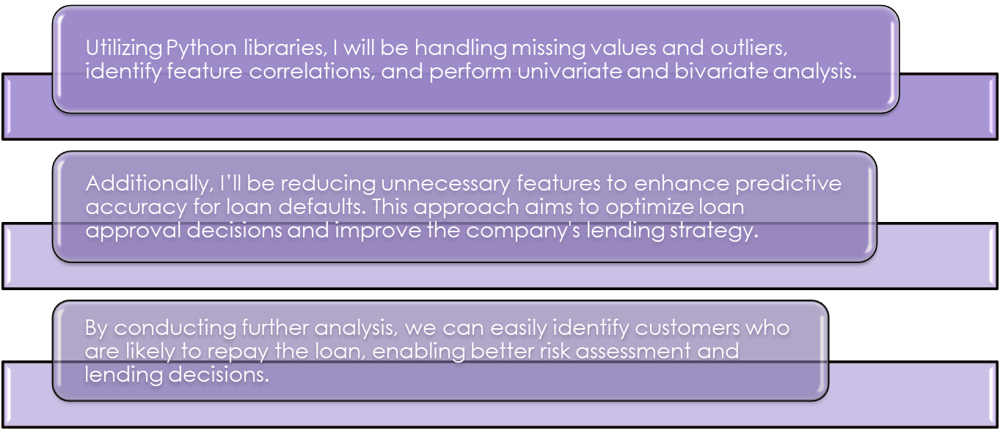 Utilizing Python libraries, I will be handling missing values and outliers,
identify feature correlations, and perform univariate and bivariate analysis.
Additionally, I’ll be reducing unnecessary features to enhance predictive
accuracy for loan defaults. This approach aims to optimize loan
approval decisions and improve the company's lending strategy.
By conducting further analysis, we can easily identify customers who
are likely to repay the loan, enabling better risk assessment and
lending decisions.